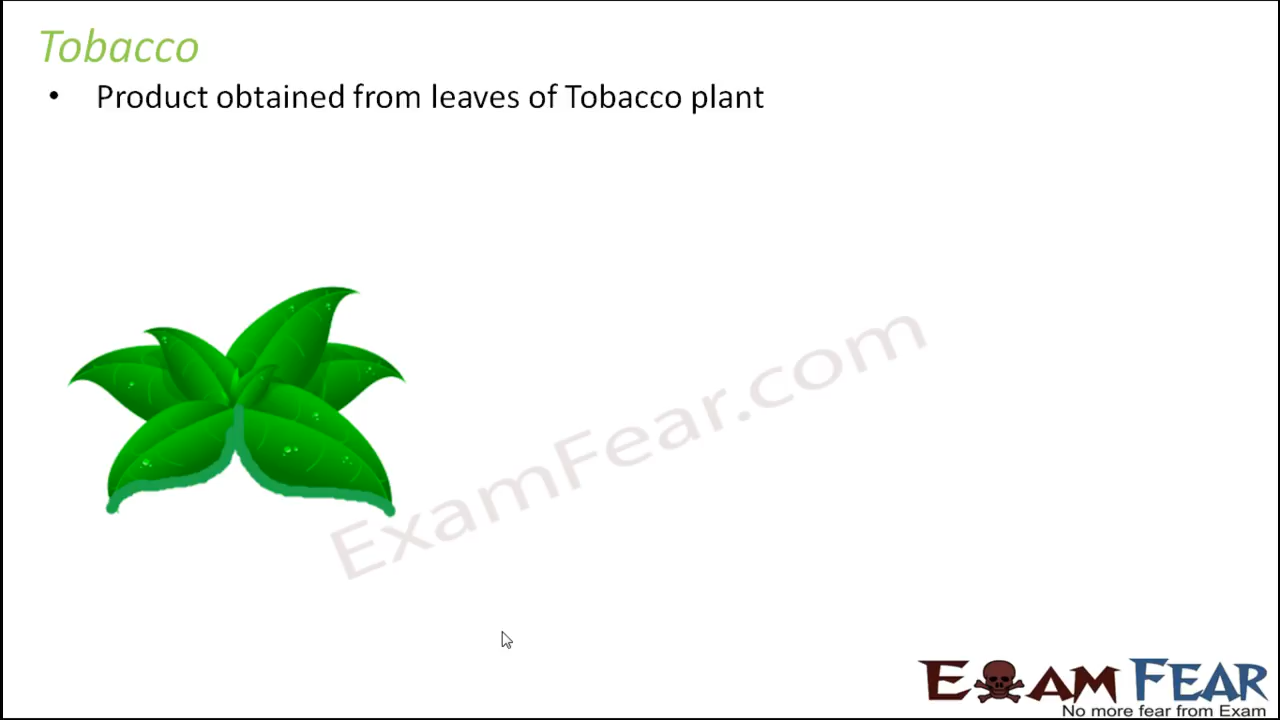 Tobacco
• Product obtained from leaves of Tobacco plant
ExamFear.com
EXAM FEAR
No more fear from Exam